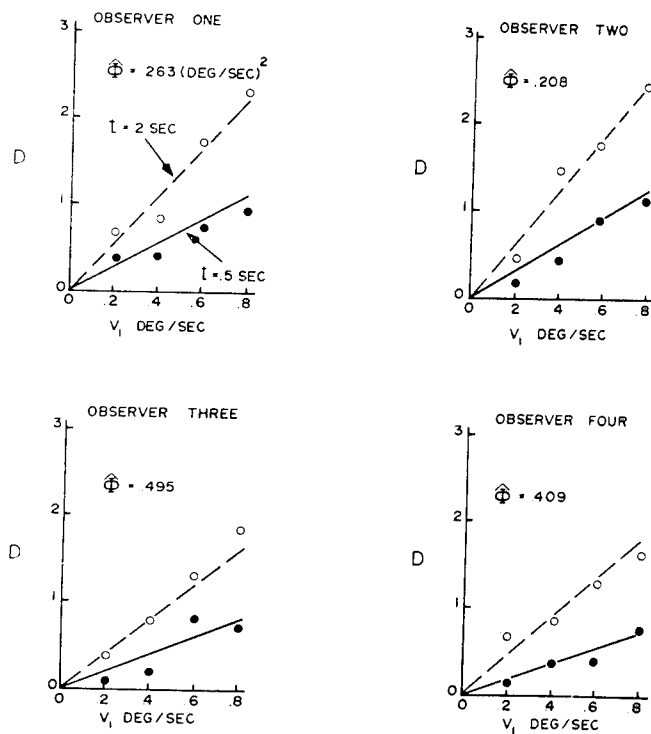 OBSERVER ONE
Φ̂ = .263 (DEG/SEC)²
t = 2 SEC
t = .5 SEC
D
3
2
1
0
0 .2 .4 .6 .8
V₁ DEG/SEC
OBSERVER TWO
Φ̂ = .208
D
3
2
1
0
0 .2 .4 .6 .8
V₁ DEG/SEC
OBSERVER THREE
Φ̂ = .495
D
3
2
1
0
0 .2 .4 .6 .8
V₁ DEG/SEC
OBSERVER FOUR
Φ̂ = .409
D
3
2
1
0
0 .2 .4 .6 .8
V₁ DEG/SEC